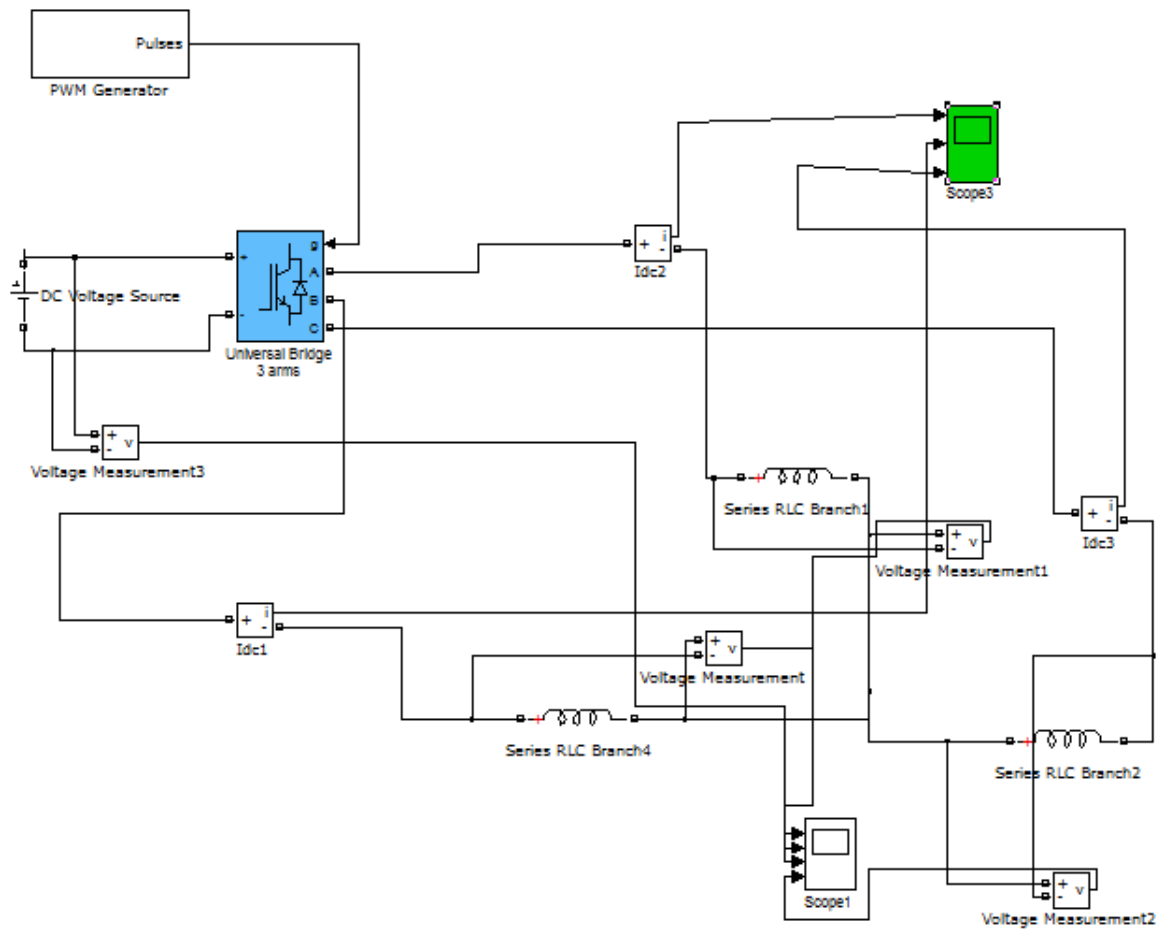 Pulses
PWM Generator
Scope3
g
+
A
B
-
C
DC Voltage Source
Universal Bridge
3 arms
+
i
-
Idc2
+
-
v
Voltage Measurement3
+
Series RLC Branch1
+
-
v
Voltage Measurement1
+
i
-
Idc3
+
i
-
Idc1
+
-
v
Voltage Measurement
+
Series RLC Branch4
+
Series RLC Branch2
Scope1
+
-
v
Voltage Measurement2